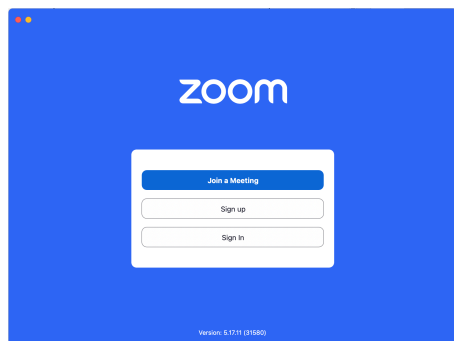 zoom
Join a Meeting
Sign up
Sign In
Version: 5.17.11 (31580)